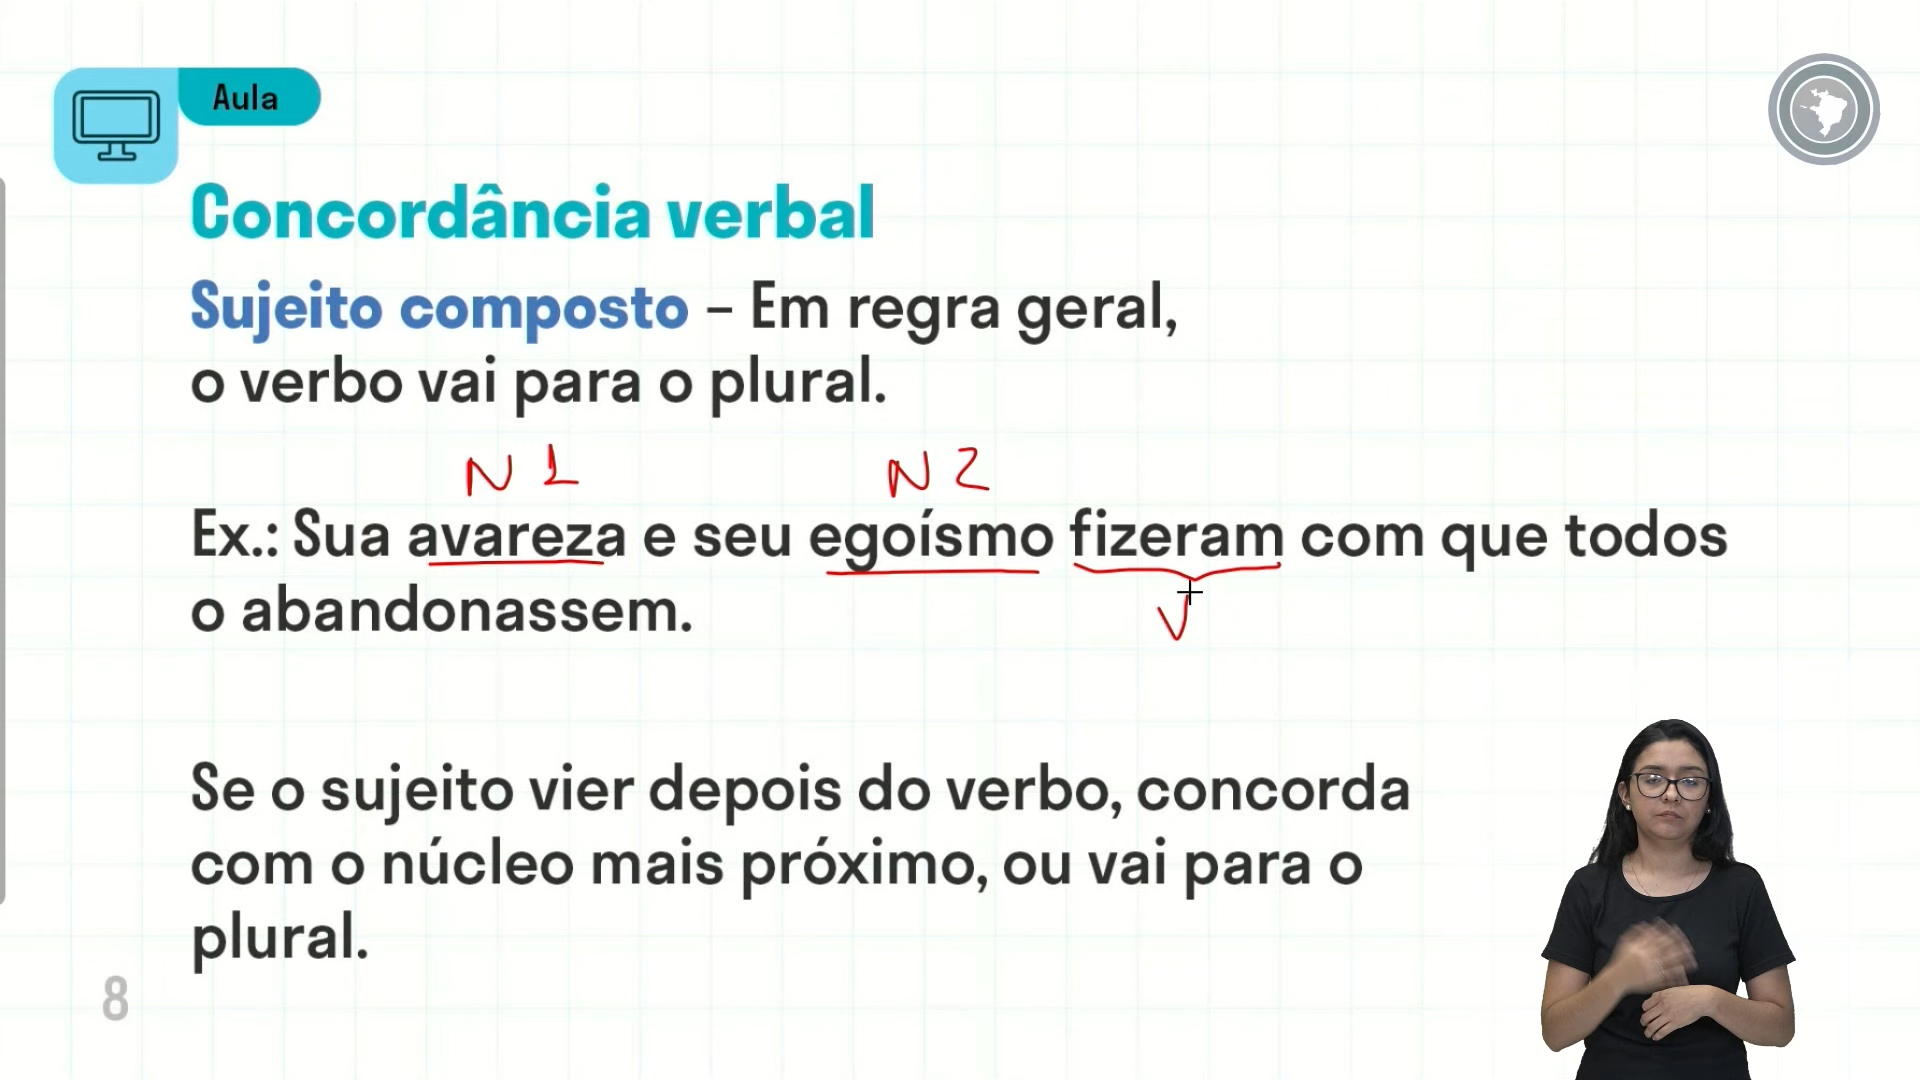 Aula
Concordância verbal
Sujeito composto – Em regra geral,
o verbo vai para o plural.
N 1 N 2
Ex.: Sua avareza e seu egoísmo fizeram com que todos
o abandonassem.
V
Se o sujeito vier depois do verbo, concorda
com o núcleo mais próximo, ou vai para o
plural.
8